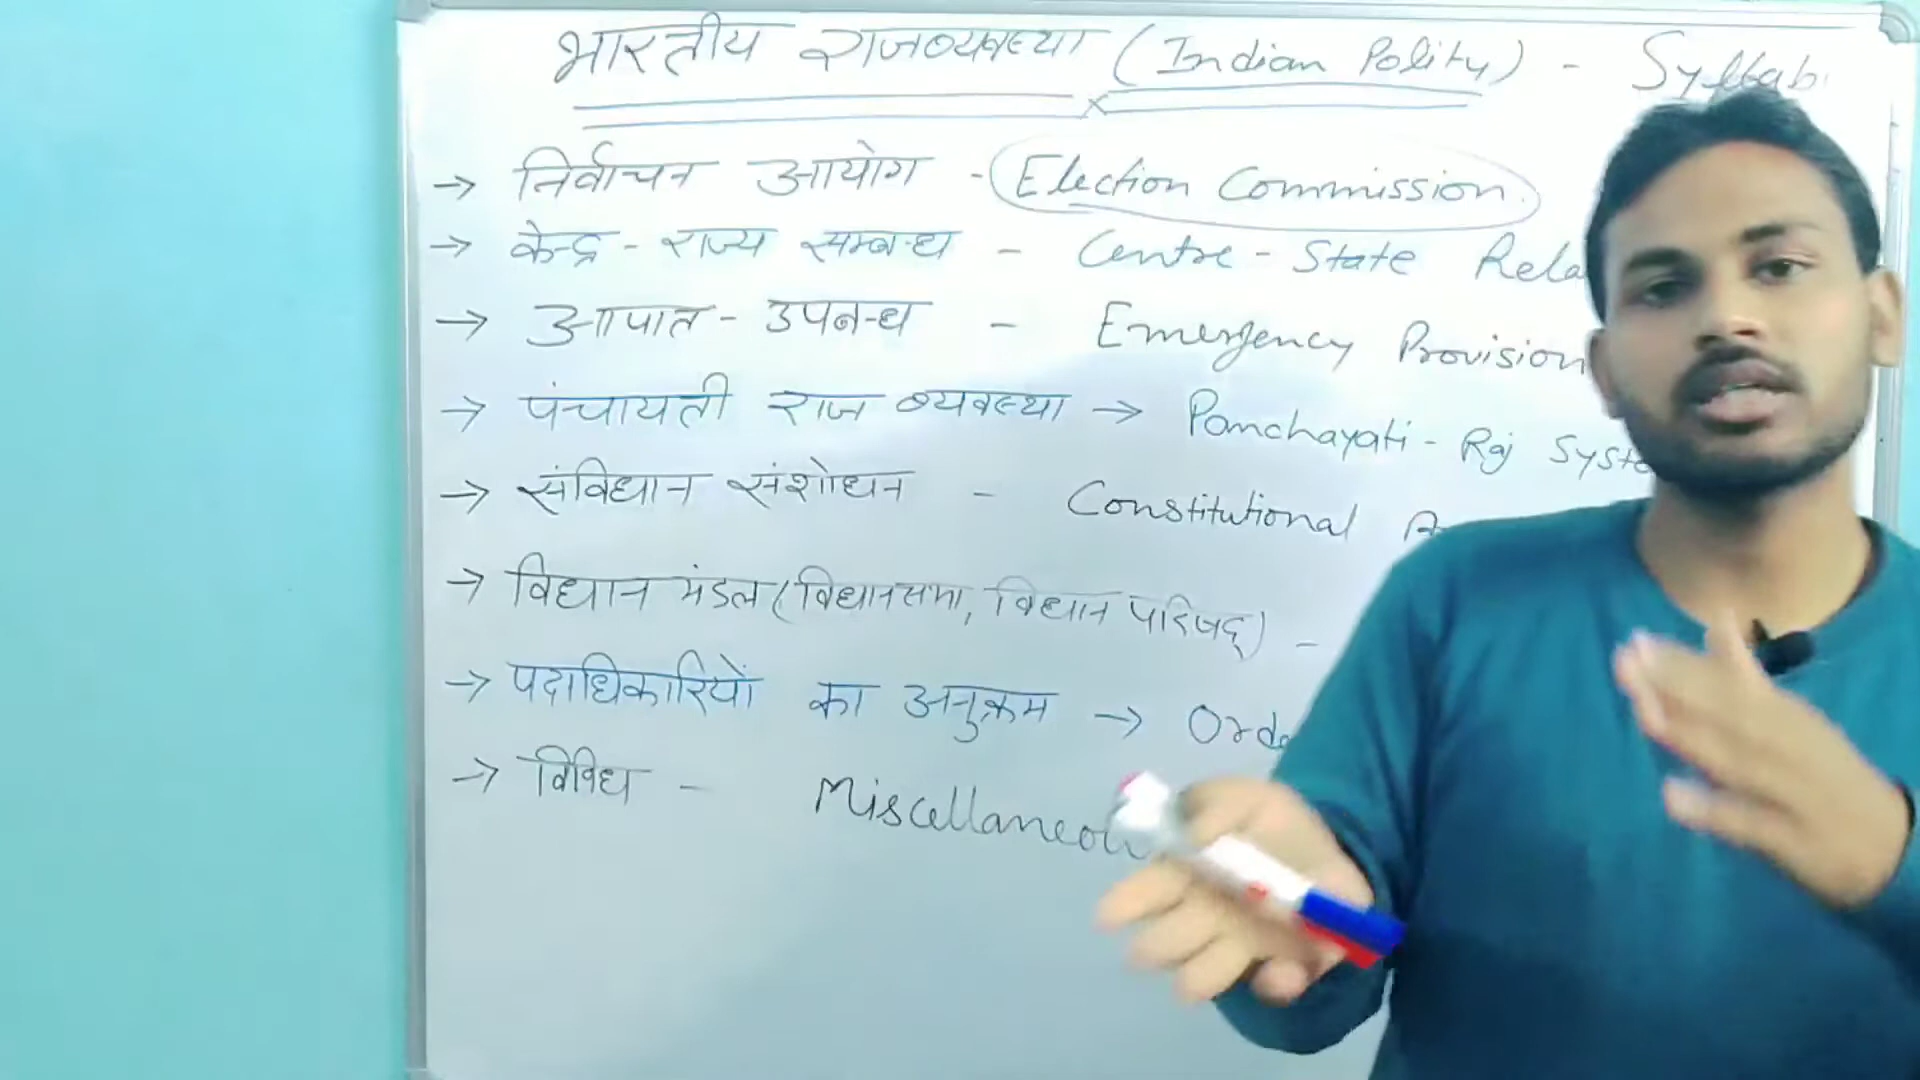 भारतीय राजव्यवस्था (Indian Polity) - Syllab
→ निर्वाचन आयोग - Election Commission.
→ केन्द्र - राज्य सम्बन्ध - Centre - State Rela
→ आपात - उपबन्ध - Emergency Provision
→ पंचायती राज व्यवस्था → Panchayati - Raj Syste
→ संविधान संशोधन - Constitutional
→ विधान मंडल (विधानसभा, विधान परिषद्) -
→ पदाधिकारियों का अनुक्रम → Orde
→ विविध - Miscellaneou